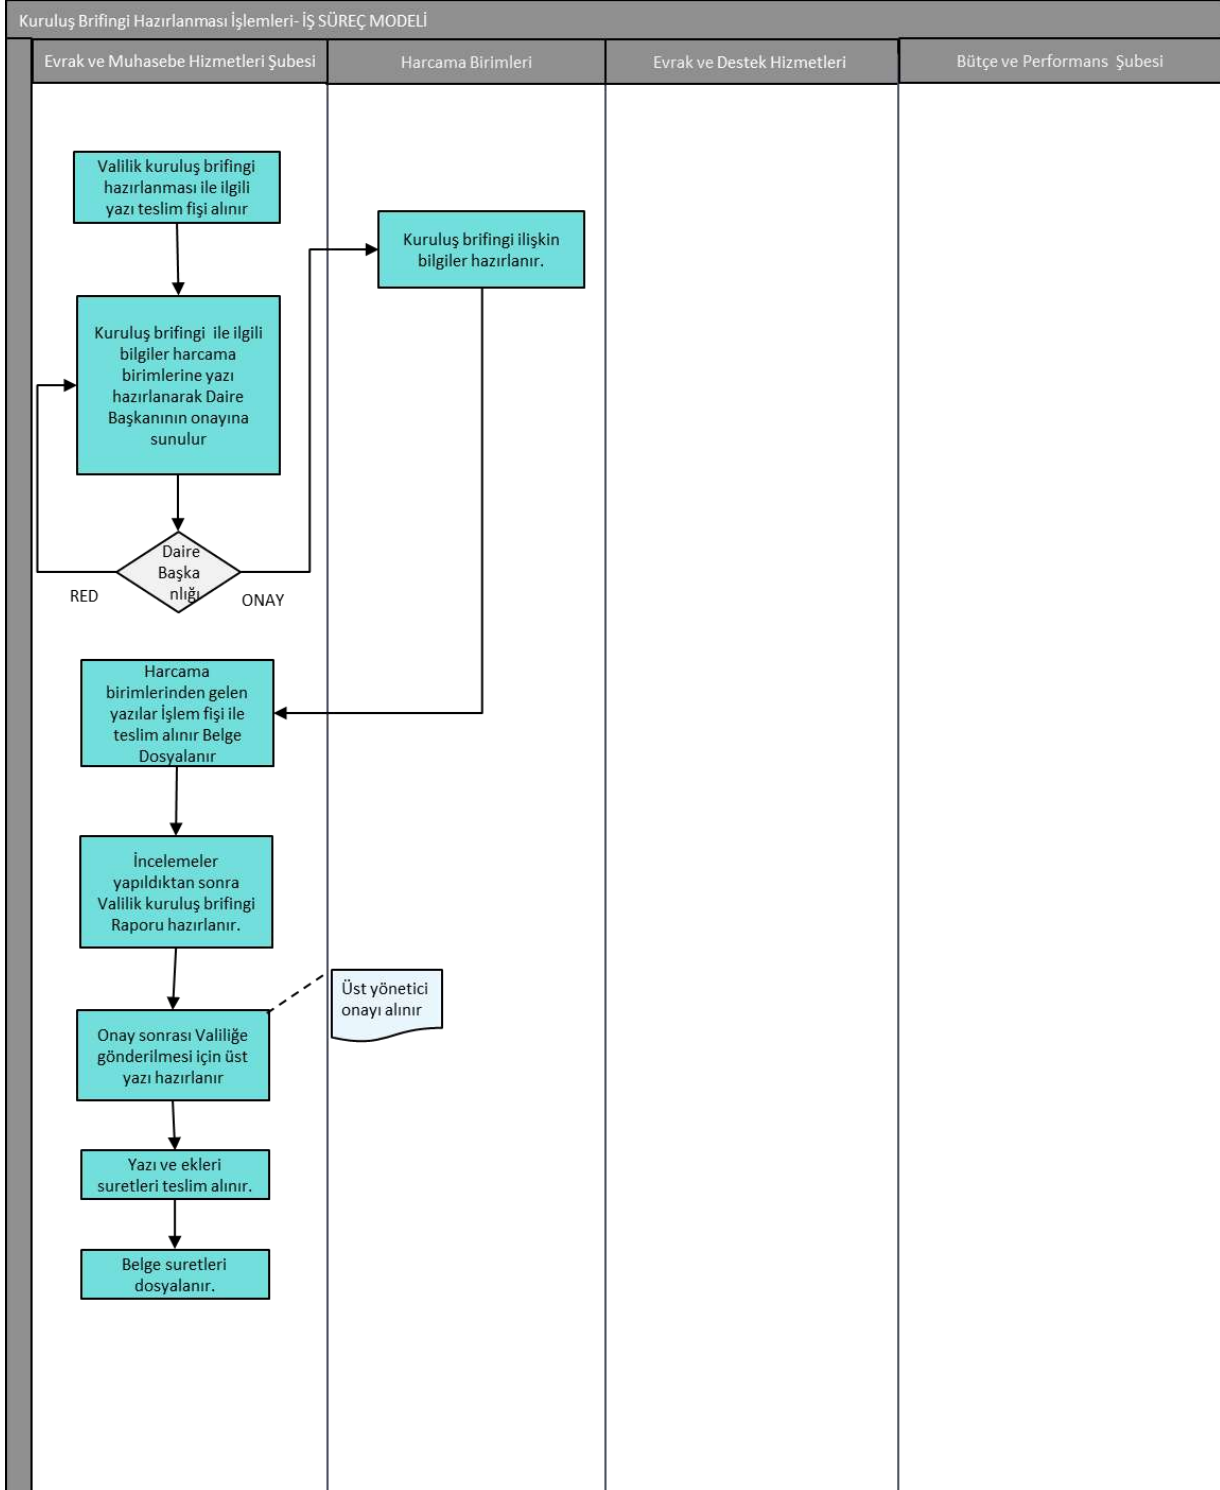 Kuruluş Brifingi Hazırlanması İşlemleri- İŞ SÜREÇ MODELİ
Evrak ve Muhasebe Hizmetleri Şubesi
Harcama Birimleri
Evrak ve Destek Hizmetleri
Bütçe ve Performans Şubesi
Valilik kuruluş brifingi
hazırlanması ile ilgili
yazı teslim fişi alınır
Kuruluş brifingi ilişkin
bilgiler hazırlanır.
Kuruluş brifingi ile ilgili
bilgiler harcama
birimlerine yazı
hazırlanarak Daire
Başkanının onayına
sunulur
Daire
Başka
nlığı
RED
ONAY
Harcama
birimlerinden gelen
yazılar İşlem fişi ile
teslim alınır Belge
Dosyalanır
İncelemeler
yapıldıktan sonra
Valilik kuruluş brifingi
Raporu hazırlanır.
Üst yönetici
onayı alınır
Onay sonrası Valiliğe
gönderilmesi için üst
yazı hazırlanır
Yazı ve ekleri
suretleri teslim alınır.
Belge suretleri
dosyalanır.